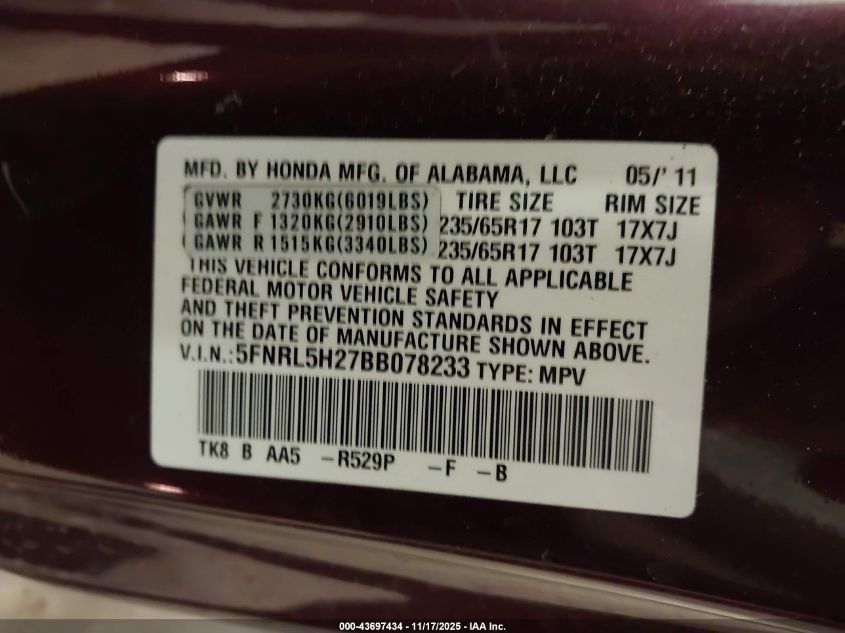 MFD. BY HONDA MFG. OF ALABAMA, LLC 05/' 11
GVWR 2730KG(6019LBS) TIRE SIZE RIM SIZE
GAWR F 1320KG(2910LBS) 235/65R17 103T 17X7J
GAWR R 1515KG(3340LBS) 235/65R17 103T 17X7J
THIS VEHICLE CONFORMS TO ALL APPLICABLE
FEDERAL MOTOR VEHICLE SAFETY
AND THEFT PREVENTION STANDARDS IN EFFECT
ON THE DATE OF MANUFACTURE SHOWN ABOVE.
V.I.N.:5FNRL5H27BB078233 TYPE: MPV
TK8 B AA5 -R529P -F -B
000-43697434 - 11/17/2025 - IAA Inc.